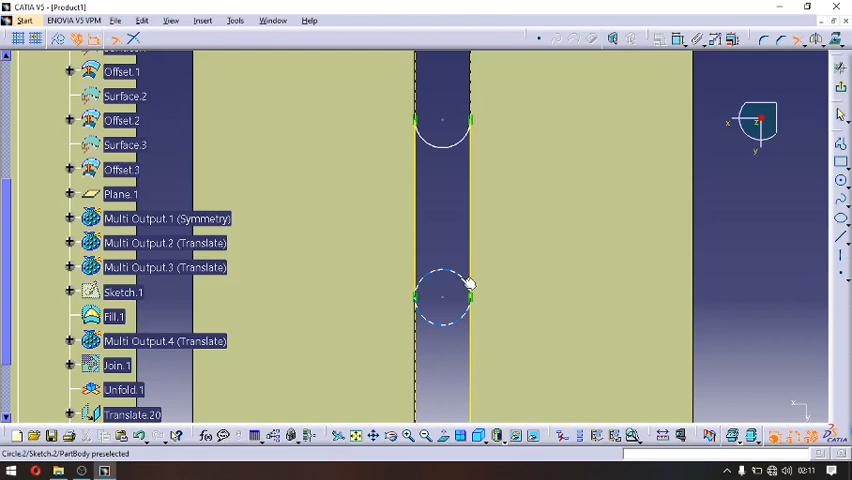 CATIA V5 - [Product1]
Start ENOVIA V5 VPM File Edit View Insert Tools Window Help
Offset.1
Surface.2
Offset.2
Surface.3
Offset.3
Plane.1
Multi Output.1 (Symmetry)
Multi Output.2 (Translate)
Multi Output.3 (Translate)
Sketch.1
Fill.1
Multi Output.4 (Translate)
Join.1
Unfold.1
Translate.20
x
z
y
x
Circle.2/Sketch.2/PartBody preselected
02:11